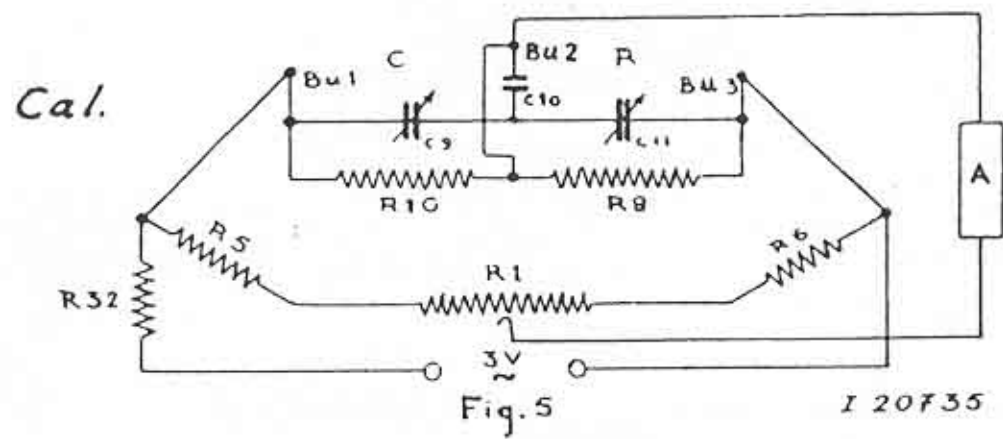 Cal.
Bu1
C
Bu2
R
Bu3
C9
C10
C11
A
R10
R8
R5
R1
R6
R32
3V
~
Fig. 5
I 20735